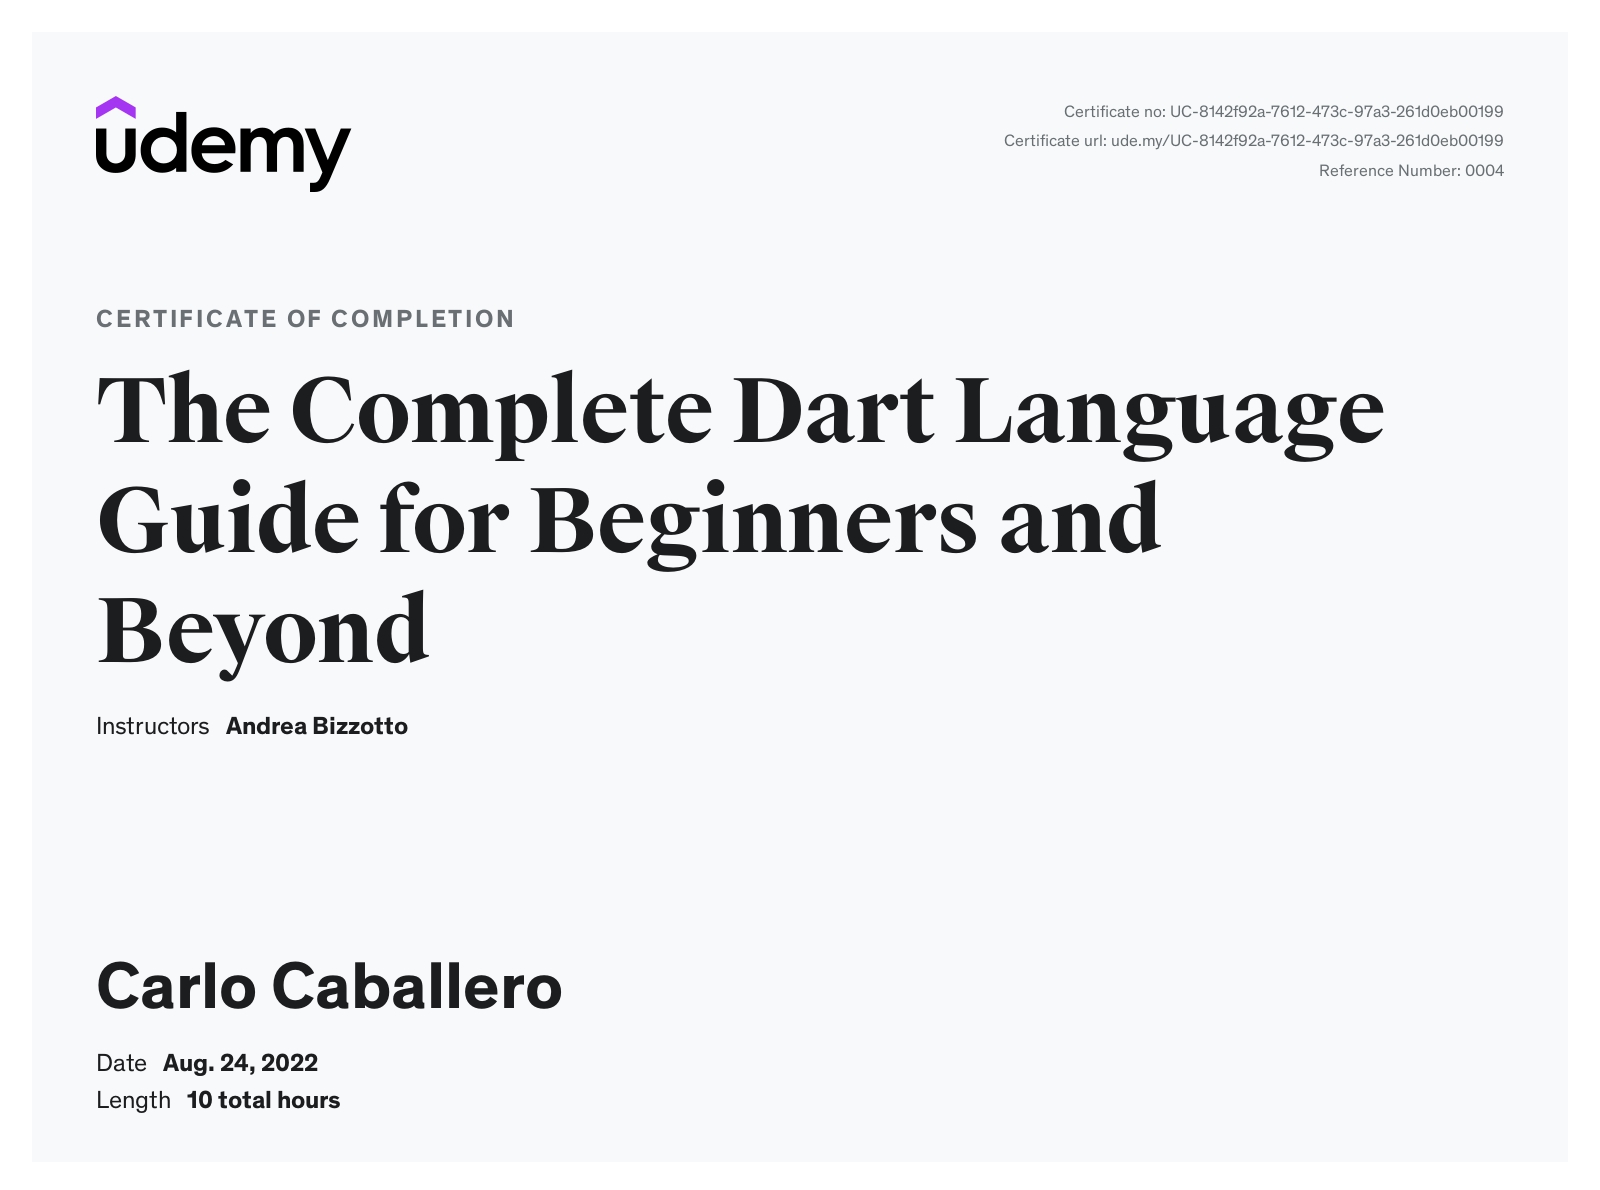 udemy
Certificate no: UC-8142f92a-7612-473c-97a3-261d0eb00199
Certificate url: ude.my/UC-8142f92a-7612-473c-97a3-261d0eb00199
Reference Number: 0004
CERTIFICATE OF COMPLETION
The Complete Dart Language
Guide for Beginners and
Beyond
Instructors Andrea Bizzotto
Carlo Caballero
Date Aug. 24, 2022
Length 10 total hours